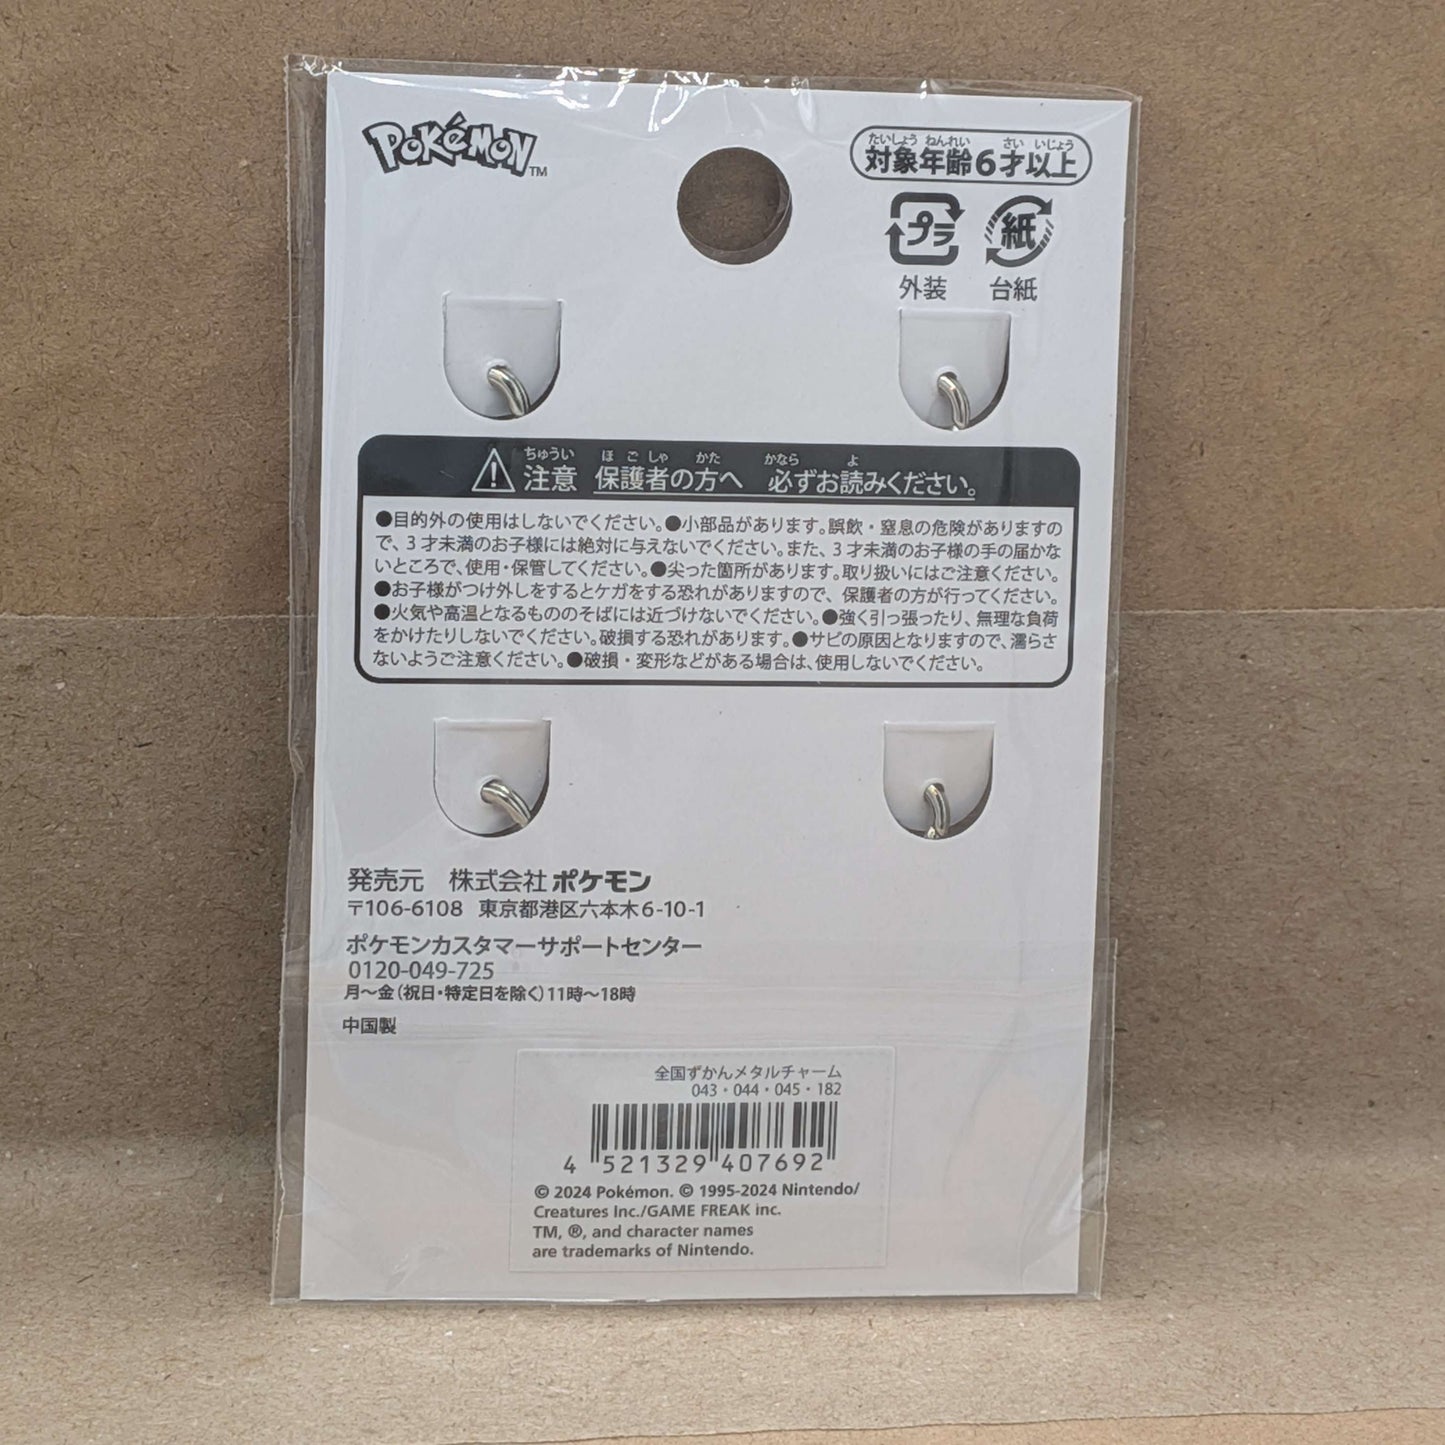 POKéMON™
たいしょう ねんれい さい いじょう
対象年齢6才以上
プラ 紙
外装 台紙
ちゅうい ほごしゃ かた かなら よ
注意 保護者の方へ 必ずお読みください。
●目的外の使用はしないでください。●小部品があります。誤飲・窒息の危険がありますの
で、3才未満のお子様には絶対に与えないでください。また、3才未満のお子様の手の届かな
いところで、使用・保管してください。●尖った箇所があります。取り扱いにはご注意ください。
●お子様がつけ外しをするとケガをする恐れがありますので、保護者の方が行ってください。
●火気や高温となるもののそばには近づけないでください。●強く引っ張ったり、無理な負荷
をかけたりしないでください。破損する恐れがあります。●サビの原因となりますので、濡らさ
ないようご注意ください。●破損・変形などがある場合は、使用しないでください。
発売元 株式会社ポケモン
〒106-6108 東京都港区六本木6-10-1
ポケモンカスタマーサポートセンター
0120-049-725
月～金(祝日・特定日を除く)11時～18時
中国製
全国ずかんメタルチャーム
043・044・045・182
4 521329 407692
© 2024 Pokémon. © 1995-2024 Nintendo/
Creatures Inc./GAME FREAK inc.
TM, ®, and character names
are trademarks of Nintendo.